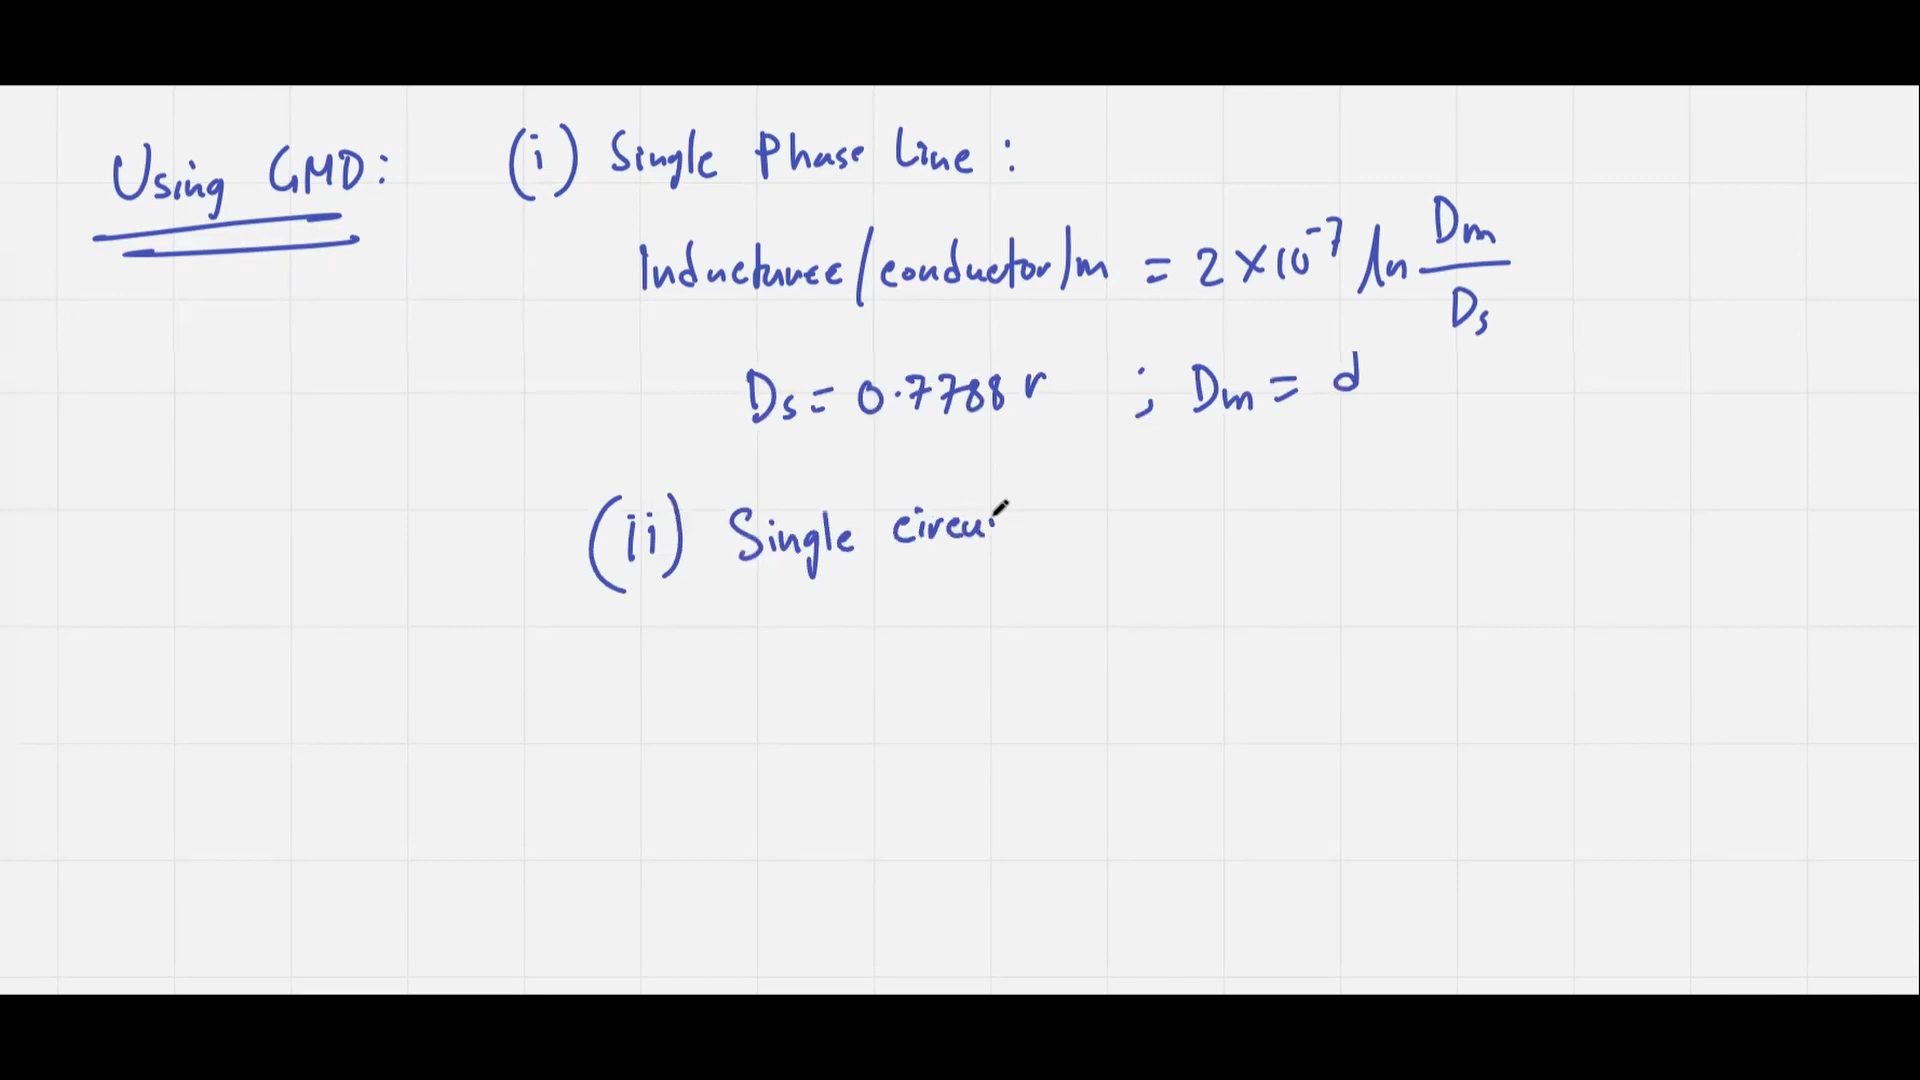 Using GMD:
(i) Single Phase Line :
Inductance/conductor/m = 2 × 10⁻⁷ ln Dm/Ds
Ds = 0.7788 r ; Dm = d
(ii) Single circui